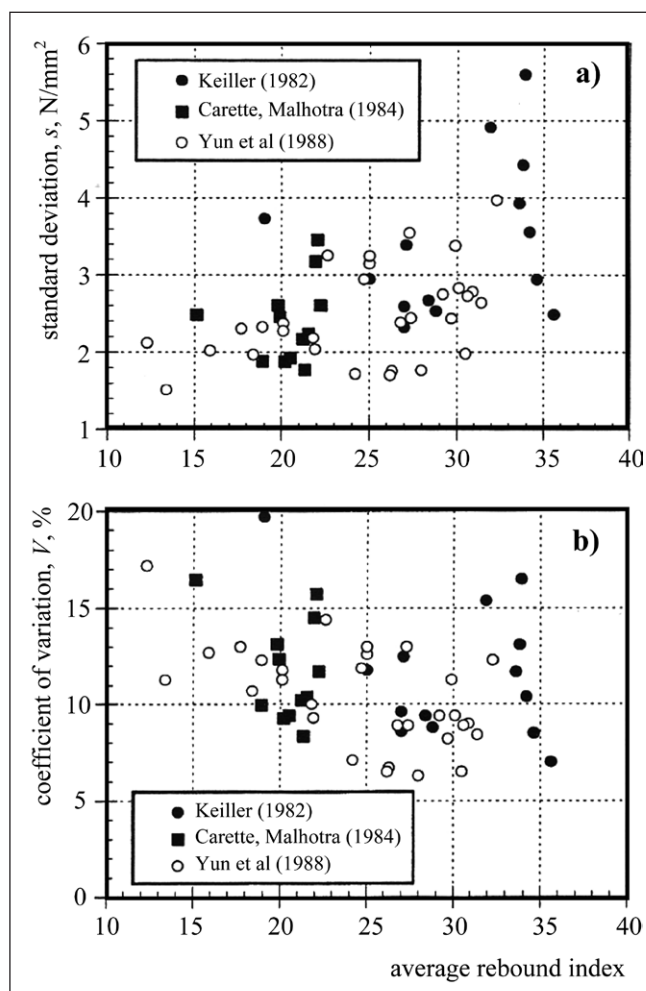 a)
standard deviation, s, N/mm²
6
5
4
3
2
1
Keiller (1982)
Carette, Malhotra (1984)
Yun et al (1988)
10 15 20 25 30 35 40
b)
coefficient of variation, V, %
20
15
10
5
0
Keiller (1982)
Carette, Malhotra (1984)
Yun et al (1988)
10 15 20 25 30 35 40
average rebound index